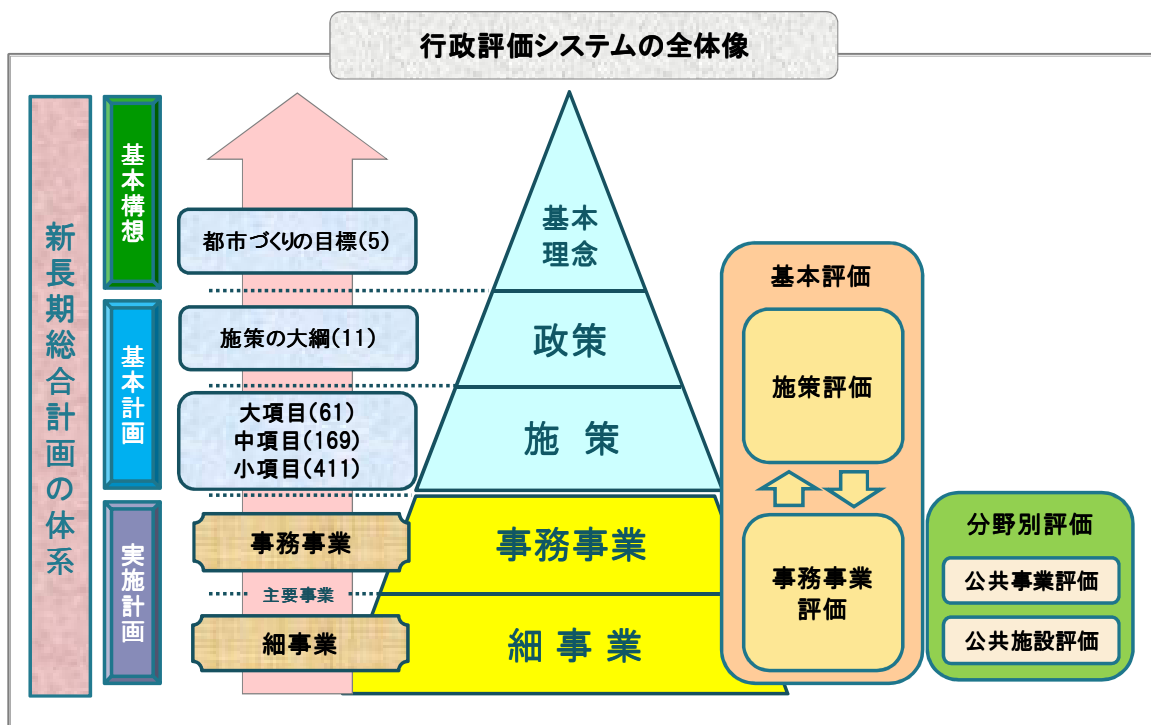 行政評価システムの全体像
新長期総合計画の体系
基本構想
基本計画
実施計画
都市づくりの目標(5)
施策の大綱(11)
大項目(61)
中項目(169)
小項目(411)
事務事業
主要事業
細事業
基本
理念
政策
施 策
事務事業
細 事 業
基本評価
施策評価
事務事業
評価
分野別評価
公共事業評価
公共施設評価